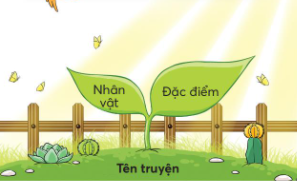 Nhân
vật
Đặc điểm
Tên truyện